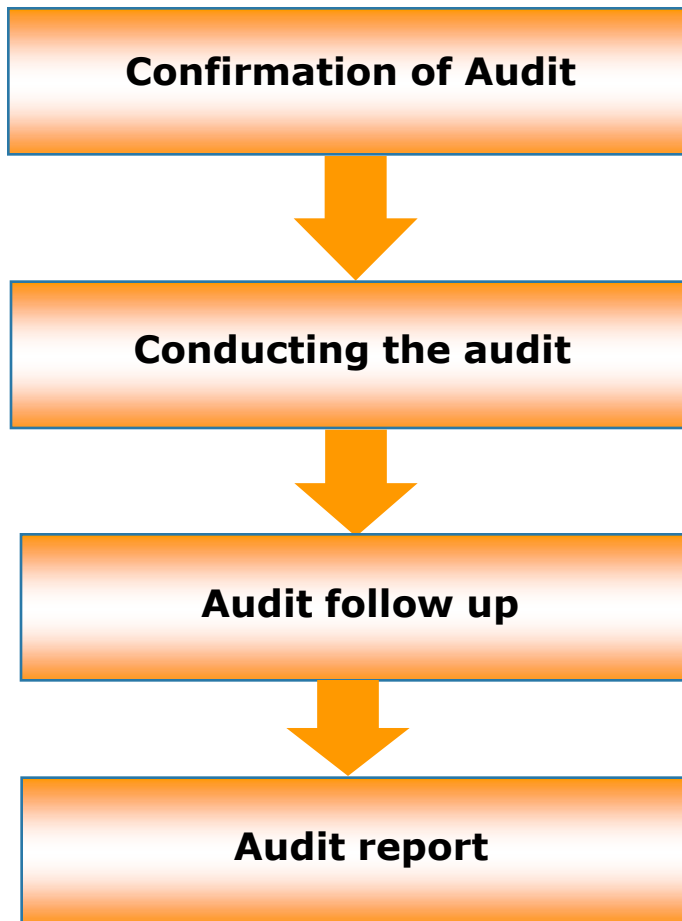 Confirmation of Audit
Conducting the audit
Audit follow up
Audit report